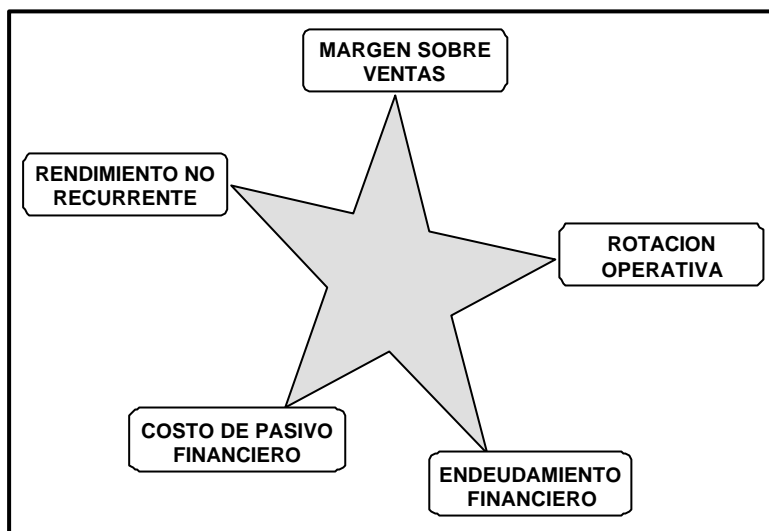 MARGEN SOBRE
VENTAS
RENDIMIENTO NO
RECURRENTE
ROTACION
OPERATIVA
COSTO DE PASIVO
FINANCIERO
ENDEUDAMIENTO
FINANCIERO